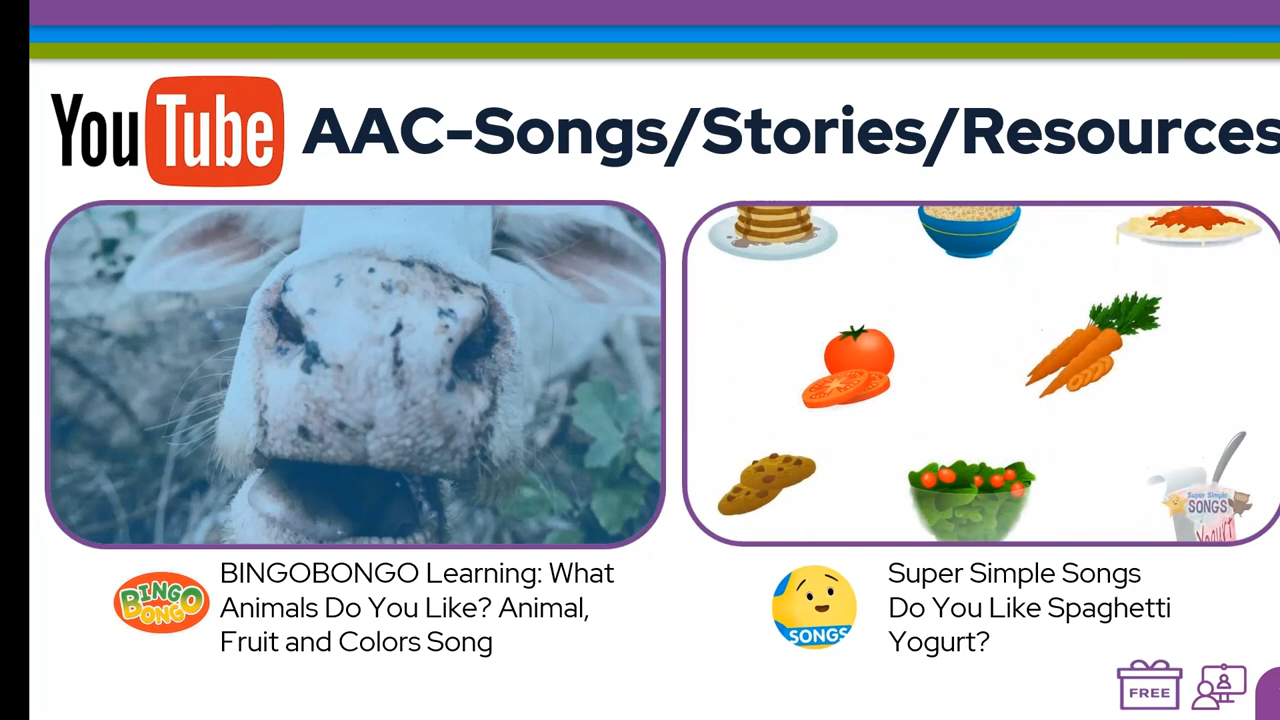 YouTube AAC-Songs/Stories/Resources
Super Simple
SONGS
Yogurt
BINGO BONGO
BINGOBONGO Learning: What
Animals Do You Like? Animal,
Fruit and Colors Song
SONGS
Super Simple Songs
Do You Like Spaghetti
Yogurt?
FREE